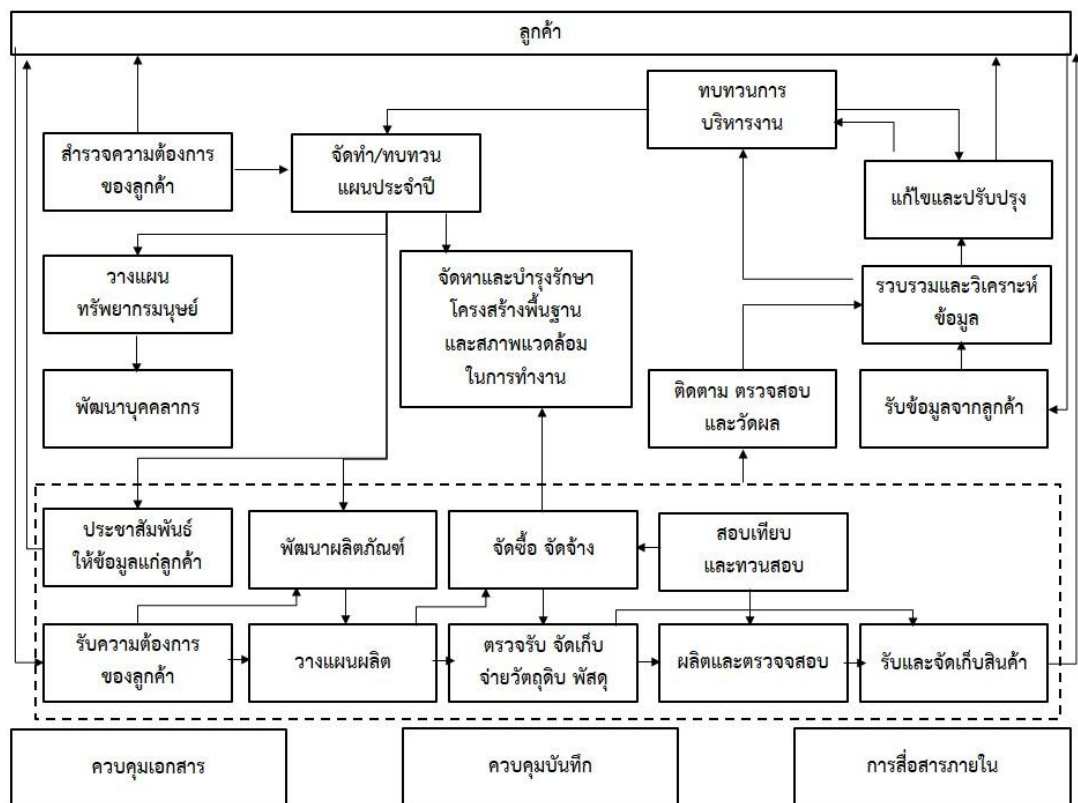 ลูกค้า
ทบทวนการ
บริหารงาน
สำรวจความต้องการ
ของลูกค้า
จัดทำ/ทบทวน
แผนประจำปี
แก้ไขและปรับปรุง
วางแผน
ทรัพยากรมนุษย์
จัดหาและบำรุงรักษา
โครงสร้างพื้นฐาน
และสภาพแวดล้อม
ในการทำงาน
รวบรวมและวิเคราะห์
ข้อมูล
พัฒนาบุคคลากร
ติดตาม ตรวจสอบ
และวัดผล
รับข้อมูลจากลูกค้า
ประชาสัมพันธ์
ให้ข้อมูลแก่ลูกค้า
พัฒนาผลิตภัณฑ์
จัดซื้อ จัดจ้าง
สอบเทียบ
และทวนสอบ
รับความต้องการ
ของลูกค้า
วางแผนผลิต
ตรวจรับ จัดเก็บ
จ่ายวัตถุดิบ พัสดุ
ผลิตและตรวจจสอบ
รับและจัดเก็บสินค้า
ควบคุมเอกสาร
ควบคุมบันทึก
การสื่อสารภายใน